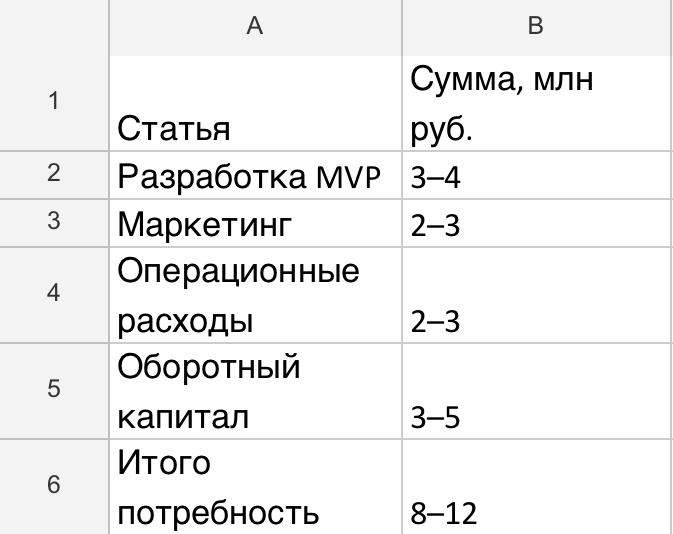 A B
1 Статья Сумма, млн
руб.
2 Разработка MVP 3–4
3 Маркетинг 2–3
4 Операционные
расходы 2–3
5 Оборотный
капитал 3–5
6 Итого
потребность 8–12